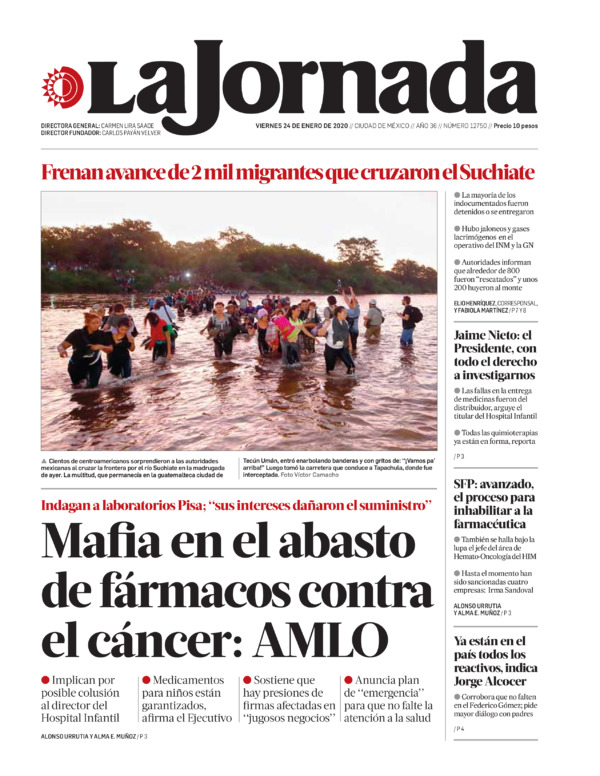 La Jornada
DIRECTORA GENERAL: CARMEN LIRA SAADE
DIRECTOR FUNDADOR: CARLOS PAYÁN VELVER
VIERNES 24 DE ENERO DE 2020 // CIUDAD DE MÉXICO // AÑO 36 // NÚMERO 12750 // Precio 10 pesos
Frenan avance de 2 mil migrantes que cruzaron el Suchiate
La mayoría de los
indocumentados fueron
detenidos o se entregaron
Hubo jaloneos y gases
lacrimógenos en el
operativo del INM y la GN
Autoridades informan
que alrededor de 800
fueron “rescatados” y unos
200 huyeron al monte
ELIO HENRÍQUEZ, CORRESPONSAL,
Y FABIOLA MARTÍNEZ / P 7 Y 8
Cientos de centroamericanos sorprendieron a las autoridades
mexicanas al cruzar la frontera por el río Suchiate en la madrugada
de ayer. La multitud, que permanecía en la guatemalteca ciudad de
Tecún Umán, entró enarbolando banderas y con gritos de: “¡Vamos pa’
arriba!” Luego tomó la carretera que conduce a Tapachula, donde fue
interceptada. Foto Víctor Camacho
Jaime Nieto: el
Presidente, con
todo el derecho
a investigarnos
Las fallas en la entrega
de medicinas fueron del
distribuidor, arguye el
titular del Hospital Infantil
Todas las quimioterapias
ya están en forma, reporta
/ P 3
SFP: avanzado,
el proceso para
inhabilitar a la
farmacéutica
También se halla bajo la
lupa el jefe del área de
Hemato-Oncología del HIM
Hasta el momento han
sido sancionadas cuatro
empresas: Irma Sandoval
ALONSO URRUTIA
Y ALMA E. MUÑOZ / P 3
Ya están en el
país todos los
reactivos, indica
Jorge Alcocer
Corrobora que no falten
en el Federico Gómez; pide
mayor diálogo con padres
/ P 4
Indagan a laboratorios Pisa; “sus intereses dañaron el suministro”
Mafia en el abasto
de fármacos contra
el cáncer: AMLO
Implican por
posible colusión
al director del
Hospital Infantil
Medicamentos
para niños están
garantizados,
afirma el Ejecutivo
Sostiene que
hay presiones de
firmas afectadas en
“jugosos negocios”
Anuncia plan
de “emergencia”
para que no falte la
atención a la salud
ALONSO URRUTIA Y ALMA E. MUÑOZ / P 3